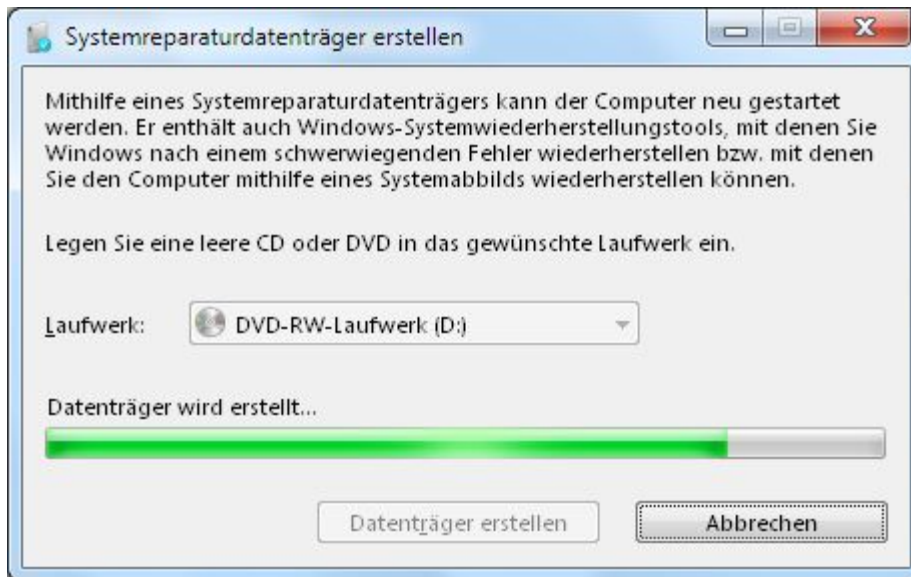 Systemreparaturdatenträger erstellen
Mithilfe eines Systemreparaturdatenträgers kann der Computer neu gestartet
werden. Er enthält auch Windows-Systemwiederherstellungstools, mit denen Sie
Windows nach einem schwerwiegenden Fehler wiederherstellen bzw. mit denen
Sie den Computer mithilfe eines Systemabbilds wiederherstellen können.
Legen Sie eine leere CD oder DVD in das gewünschte Laufwerk ein.
Laufwerk: DVD-RW-Laufwerk (D:)
Datenträger wird erstellt...
Datenträger erstellen Abbrechen